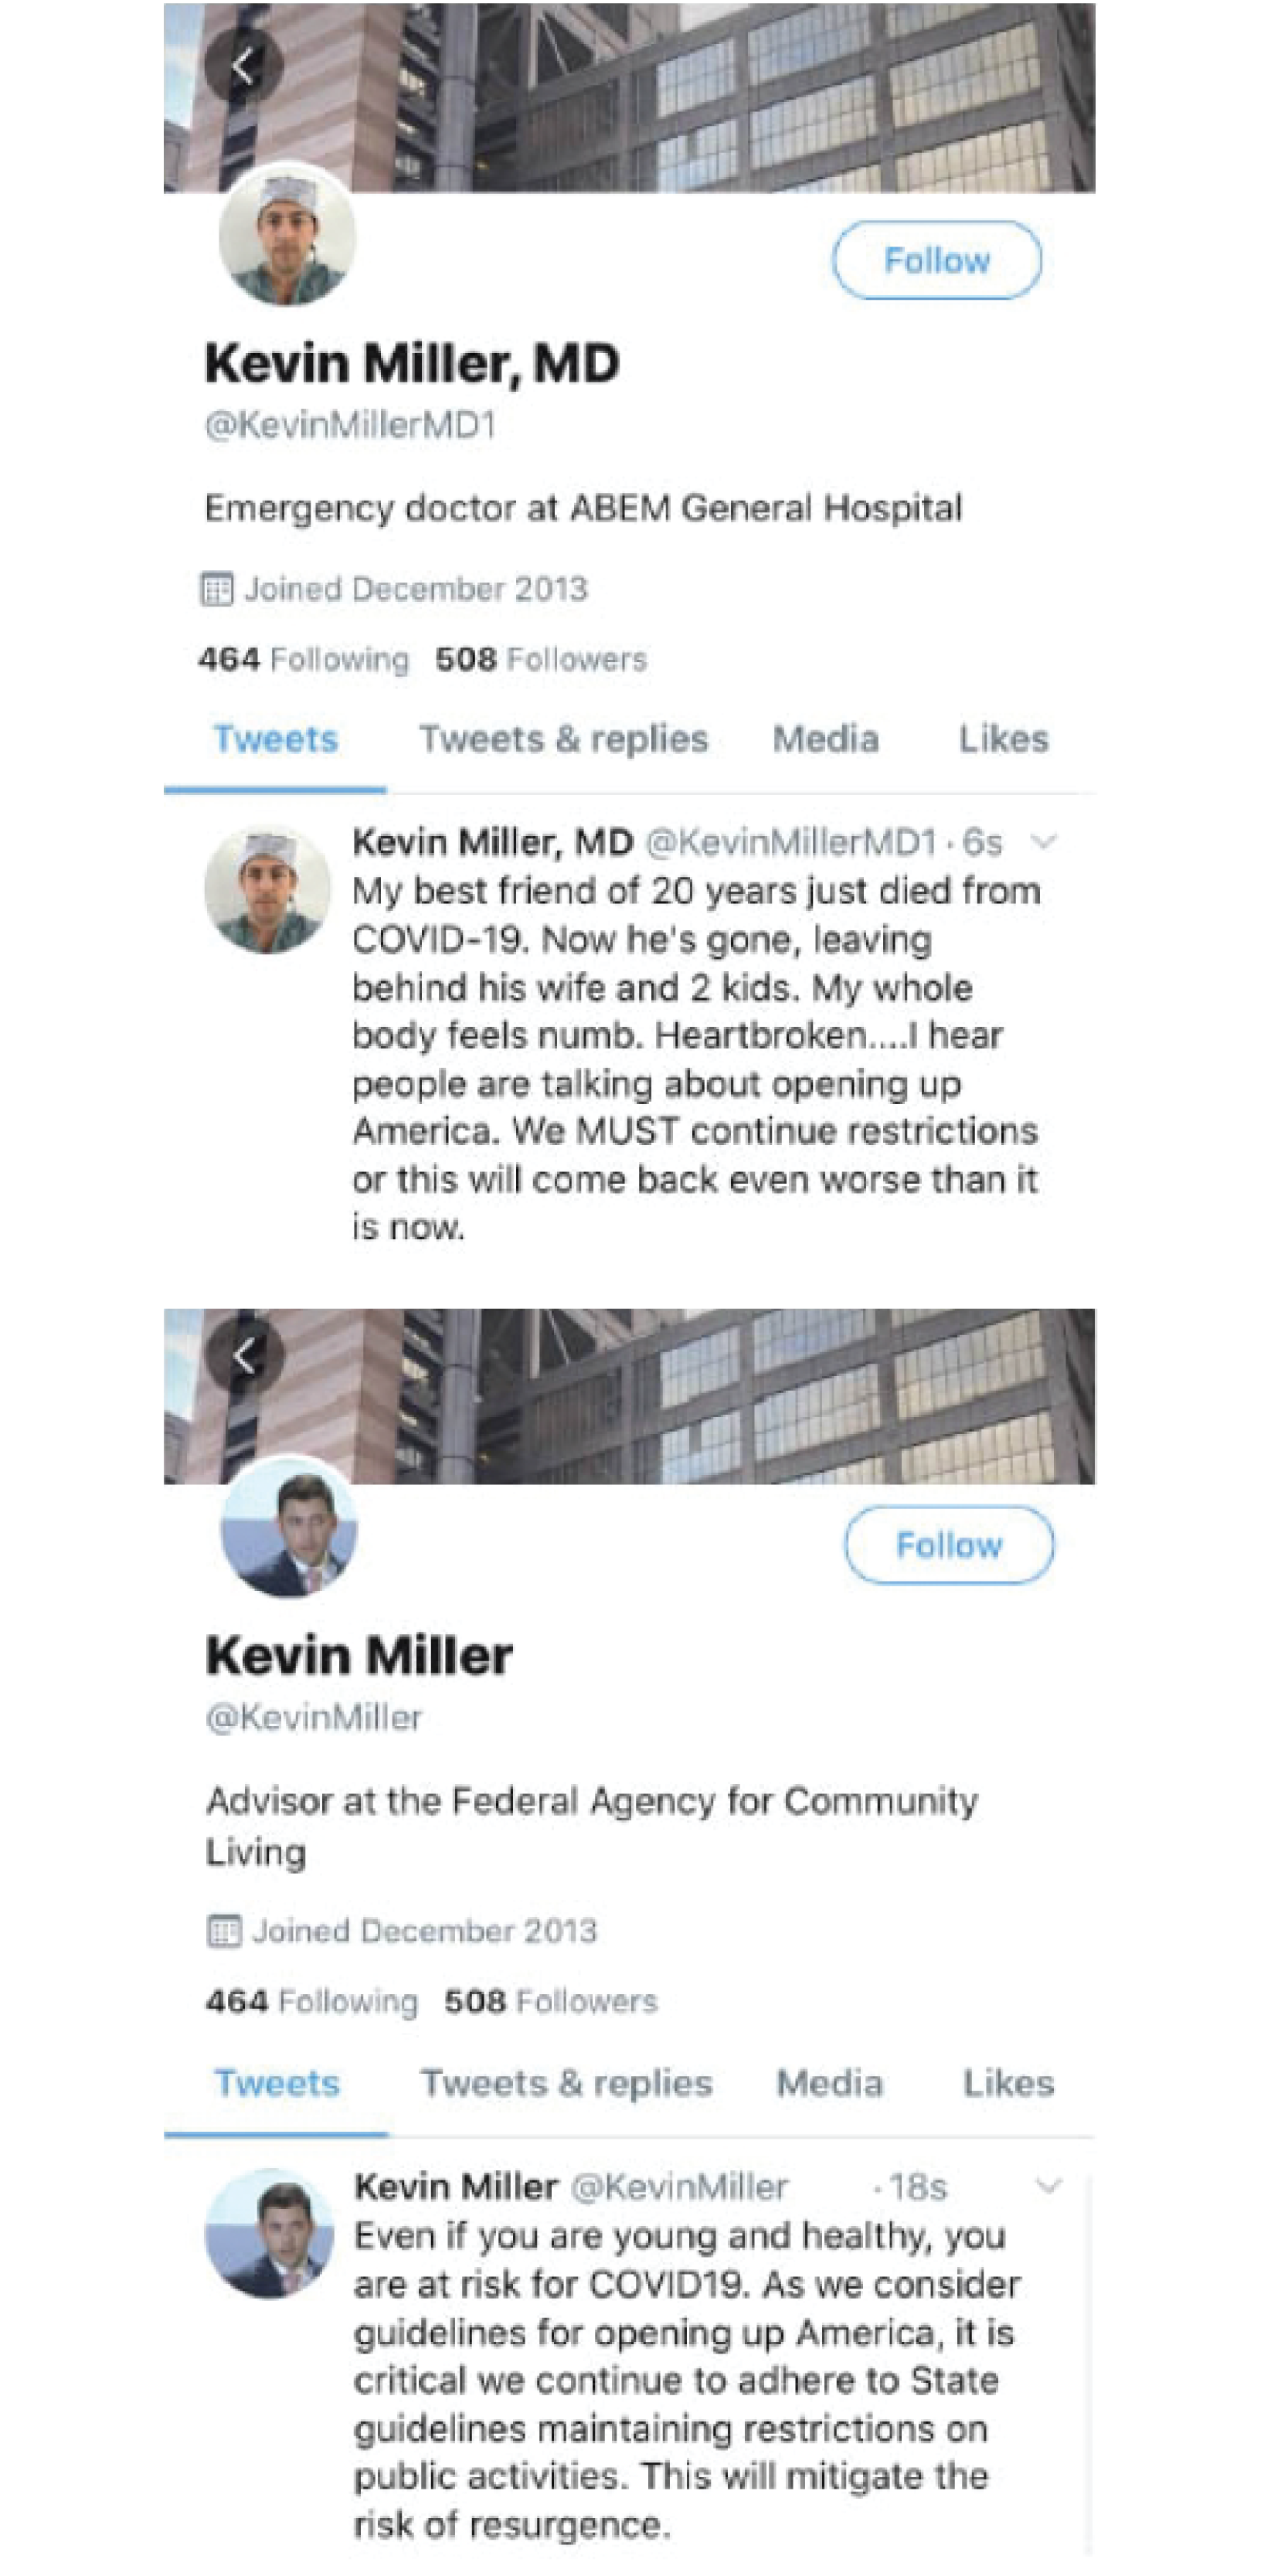 Follow
Kevin Miller, MD
@KevinMillerMD1
Emergency doctor at ABEM General Hospital
Joined December 2013
464 Following 508 Followers
Tweets Tweets & replies Media Likes
Kevin Miller, MD @KevinMillerMD1 · 6s
My best friend of 20 years just died from
COVID-19. Now he's gone, leaving
behind his wife and 2 kids. My whole
body feels numb. Heartbroken....I hear
people are talking about opening up
America. We MUST continue restrictions
or this will come back even worse than it
is now.
Follow
Kevin Miller
@KevinMiller
Advisor at the Federal Agency for Community
Living
Joined December 2013
464 Following 508 Followers
Tweets Tweets & replies Media Likes
Kevin Miller @KevinMiller · 18s
Even if you are young and healthy, you
are at risk for COVID19. As we consider
guidelines for opening up America, it is
critical we continue to adhere to State
guidelines maintaining restrictions on
public activities. This will mitigate the
risk of resurgence.